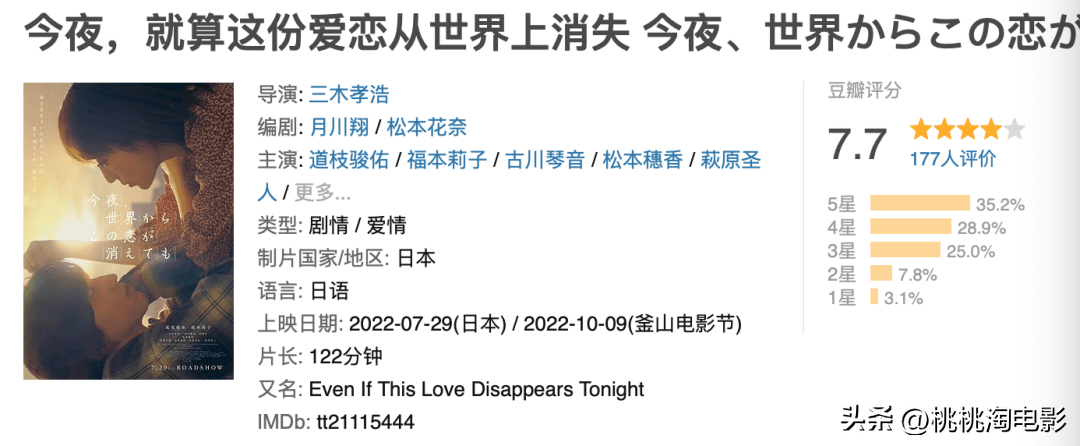 今夜，就算这份爱恋从世界上消失 今夜、世界からこの恋が
今夜、
世界から
この恋が
消えても
7.29 ROADSHOW
导演: 三木孝浩
编剧: 月川翔 / 松本花奈
主演: 道枝骏佑 / 福本莉子 / 古川琴音 / 松本穗香 / 萩原圣
人 / 更多...
类型: 剧情 / 爱情
制片国家/地区: 日本
语言: 日语
上映日期: 2022-07-29(日本) / 2022-10-09(釜山电影节)
片长: 122分钟
又名: Even If This Love Disappears Tonight
IMDb: tt21115444
豆瓣评分
7.7
177人评价
5星 35.2%
4星 28.9%
3星 25.0%
2星 7.8%
1星 3.1%
头条 @桃桃淘电影